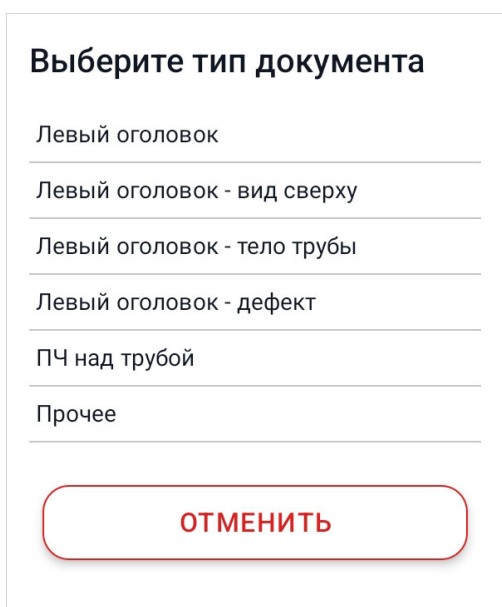 Выберите тип документа
Левый оголовок
Левый оголовок - вид сверху
Левый оголовок - тело трубы
Левый оголовок - дефект
ПЧ над трубой
Прочее
ОТМЕНИТЬ